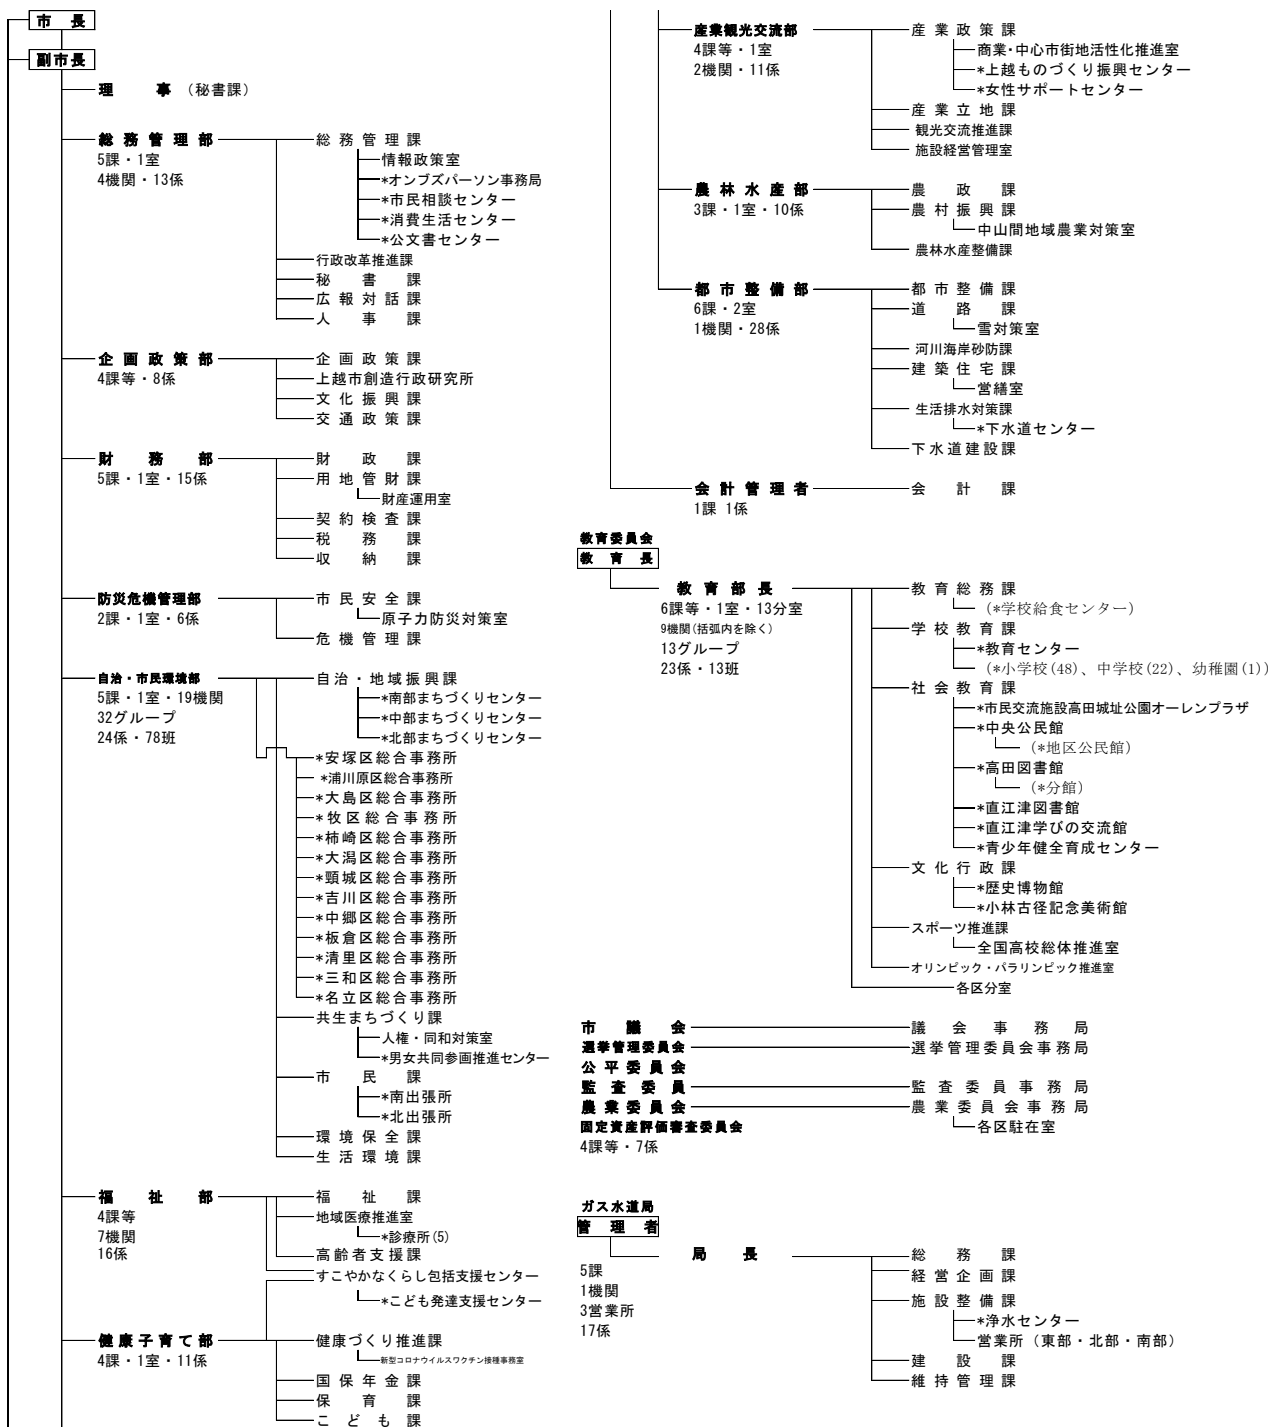 市長
副市長
理事（秘書課）
総務管理部
5課・1室
4機関・13係
総務管理課
情報政策室
*オンブズパーソン事務局
*市民相談センター
*消費生活センター
*公文書センター
行政改革推進課
秘書課
広報対話課
人事課
企画政策部
4課等・8係
企画政策課
上越市創造行政研究所
文化振興課
交通政策課
財務部
5課・1室・15係
財政課
用地管財課
財産運用室
契約検査課
税務課
収納課
防災危機管理部
2課・1室・6係
市民安全課
原子力防災対策室
危機管理課
自治・市民環境部
5課・1室・19機関
32グループ
24係・78班
自治・地域振興課
*南部まちづくりセンター
*中部まちづくりセンター
*北部まちづくりセンター
*安塚区総合事務所
*浦川原区総合事務所
*大島区総合事務所
*牧区総合事務所
*柿崎区総合事務所
*大潟区総合事務所
*頸城区総合事務所
*吉川区総合事務所
*中郷区総合事務所
*板倉区総合事務所
*清里区総合事務所
*三和区総合事務所
*名立区総合事務所
共生まちづくり課
人権・同和対策室
*男女共同参画推進センター
市民課
*南出張所
*北出張所
環境保全課
生活環境課
福祉部
4課等
7機関
16係
福祉課
地域医療推進室
*診療所(5)
高齢者支援課
すこやかなくらし包括支援センター
*こども発達支援センター
健康子育て部
4課・1室・11係
健康づくり推進課
新型コロナウイルスワクチン接種事務室
国保年金課
保育課
こども課
産業観光交流部
4課等・1室
2機関・11係
産業政策課
商業・中心市街地活性化推進室
*上越ものづくり振興センター
*女性サポートセンター
産業立地課
観光交流推進課
施設経営管理室
農林水産部
3課・1室・10係
農政課
農村振興課
中山間地域農業対策室
農林水産整備課
都市整備部
6課・2室
1機関・28係
都市整備課
道路課
雪対策室
河川海岸砂防課
建築住宅課
営繕室
生活排水対策課
*下水道センター
下水道建設課
会計管理者
1課 1係
会計課
教育委員会
教育長
教育部長
6課等・1室・13分室
9機関(括弧内を除く)
13グループ
23係・13班
教育総務課
(*学校給食センター)
学校教育課
*教育センター
(*小学校(48)、中学校(22)、幼稚園(1))
社会教育課
*市民交流施設高田城址公園オーレンプラザ
*中央公民館
(*地区公民館)
*高田図書館
(*分館)
*直江津図書館
*直江津学びの交流館
*青少年健全育成センター
文化行政課
*歴史博物館
*小林古径記念美術館
スポーツ推進課
全国高校総体推進室
オリンピック・パラリンピック推進室
各区分室
市議会
議会事務局
選挙管理委員会
選挙管理委員会事務局
公平委員会
監査委員
監査委員事務局
農業委員会
農業委員会事務局
各区駐在室
固定資産評価審査委員会
4課等・7係
ガス水道局
管理者
局長
5課
1機関
3営業所
17係
総務課
経営企画課
施設整備課
*浄水センター
営業所（東部・北部・南部）
建設課
維持管理課